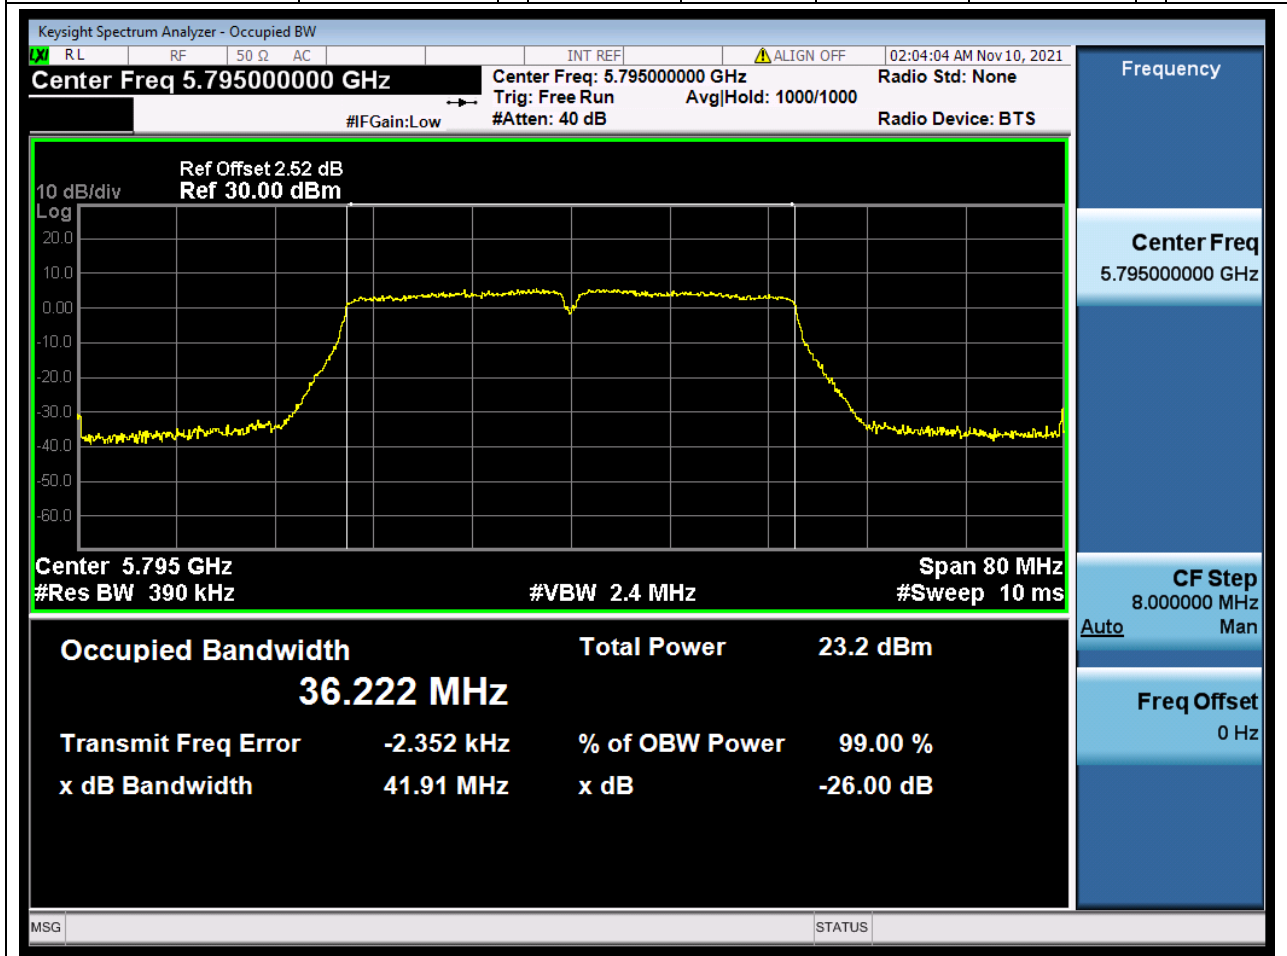 Keysight Spectrum Analyzer - Occupied BW
LXI RL RF 50 Ω AC INT REF ALIGN OFF 02:04:04 AM Nov 10, 2021
Center Freq 5.795000000 GHz
Center Freq: 5.795000000 GHz Radio Std: None
Trig: Free Run Avg|Hold: 1000/1000
#IFGain:Low #Atten: 40 dB Radio Device: BTS
Ref Offset 2.52 dB
10 dB/div Ref 30.00 dBm
Log
20.0
10.0
0.00
-10.0
-20.0
-30.0
-40.0
-50.0
-60.0
Center 5.795 GHz Span 80 MHz
#Res BW 390 kHz #VBW 2.4 MHz #Sweep 10 ms
Occupied Bandwidth Total Power 23.2 dBm
36.222 MHz
Transmit Freq Error -2.352 kHz % of OBW Power 99.00 %
x dB Bandwidth 41.91 MHz x dB -26.00 dB
MSG STATUS
Frequency
Center Freq
5.795000000 GHz
CF Step
8.000000 MHz
Auto Man
Freq Offset
0 Hz